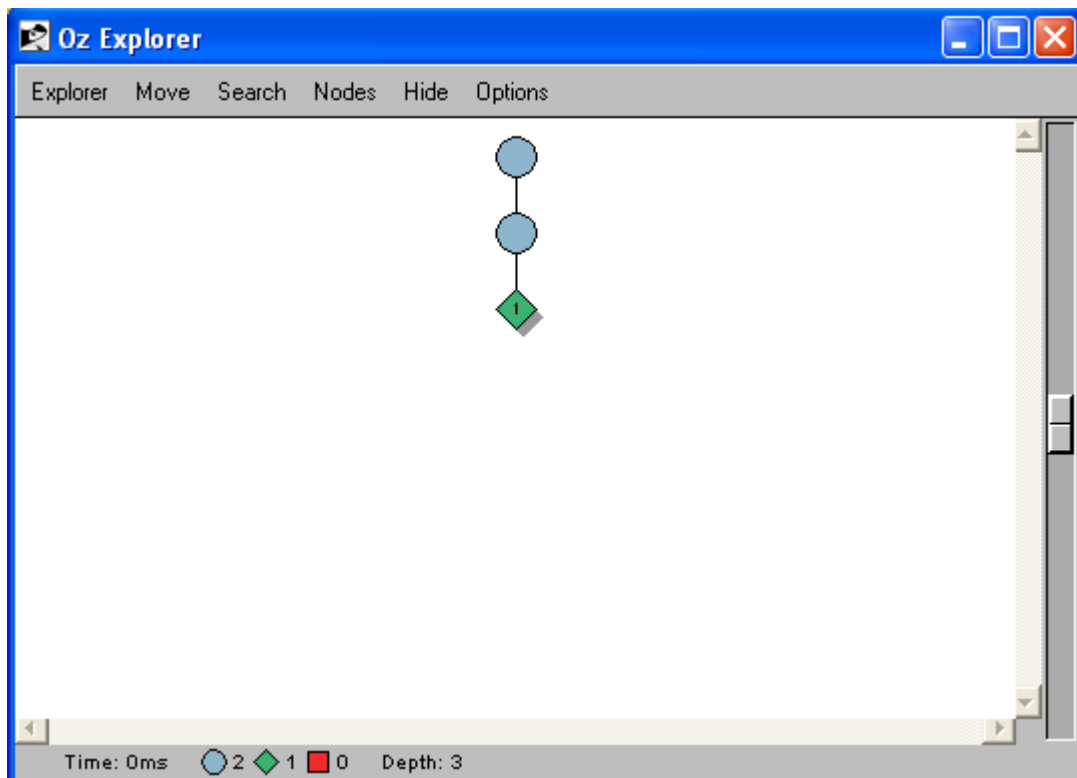 Oz Explorer
Explorer Move Search Nodes Hide Options
1
Time: 0ms 2 1 0 Depth: 3